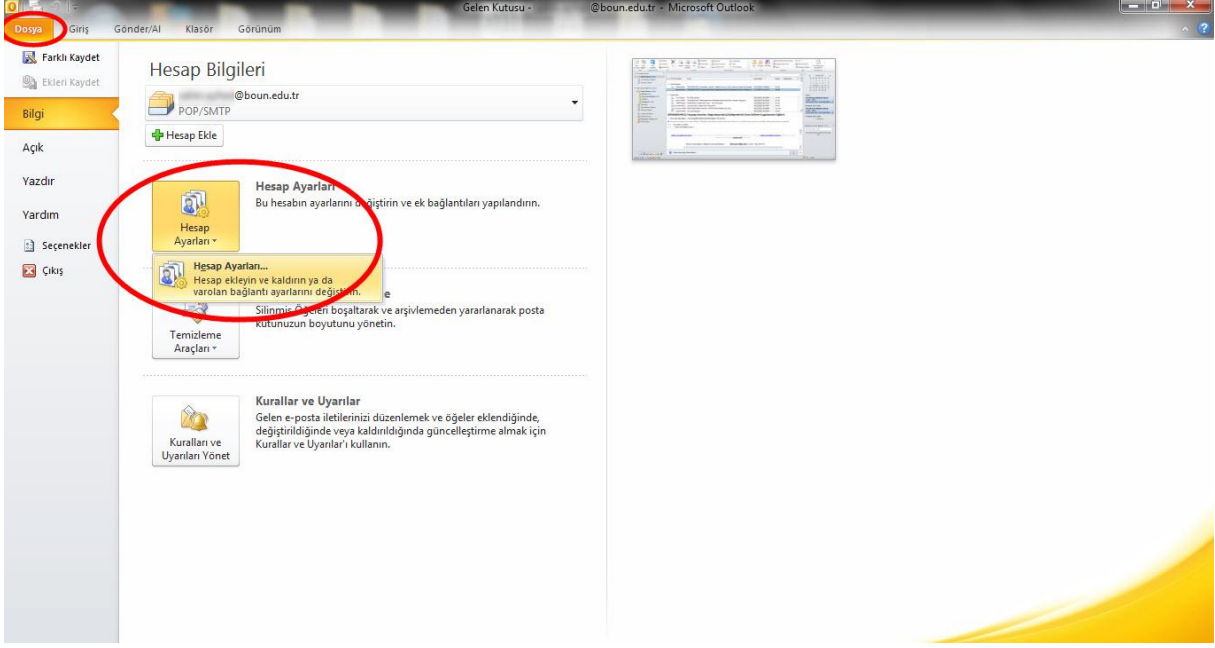 Gelen Kutusu - @boun.edu.tr - Microsoft Outlook
Dosya Giriş Gönder/Al Klasör Görünüm
Farklı Kaydet
Ekleri Kaydet
Bilgi
Açık
Yazdır
Yardım
Seçenekler
Çıkış
Hesap Bilgileri
@boun.edu.tr
POP/SMTP
Hesap Ekle
Hesap
Ayarları
Hesap Ayarları
Bu hesabın ayarlarını değiştirin ve ek bağlantıları yapılandırın.
Hesap Ayarları...
Hesap ekleyin ve kaldırın ya da
varolan bağlantı ayarlarını değiştirin.
Temizleme
Araçları
e
Silinmiş Öğeleri boşaltarak ve arşivlemeden yararlanarak posta
kutunuzun boyutunu yönetin.
Kuralları ve
Uyarıları Yönet
Kurallar ve Uyarılar
Gelen e-posta iletilerinizi düzenlemek ve öğeler eklendiğinde,
değiştirildiğinde veya kaldırıldığında güncelleştirme almak için
Kurallar ve Uyarılar'ı kullanın.